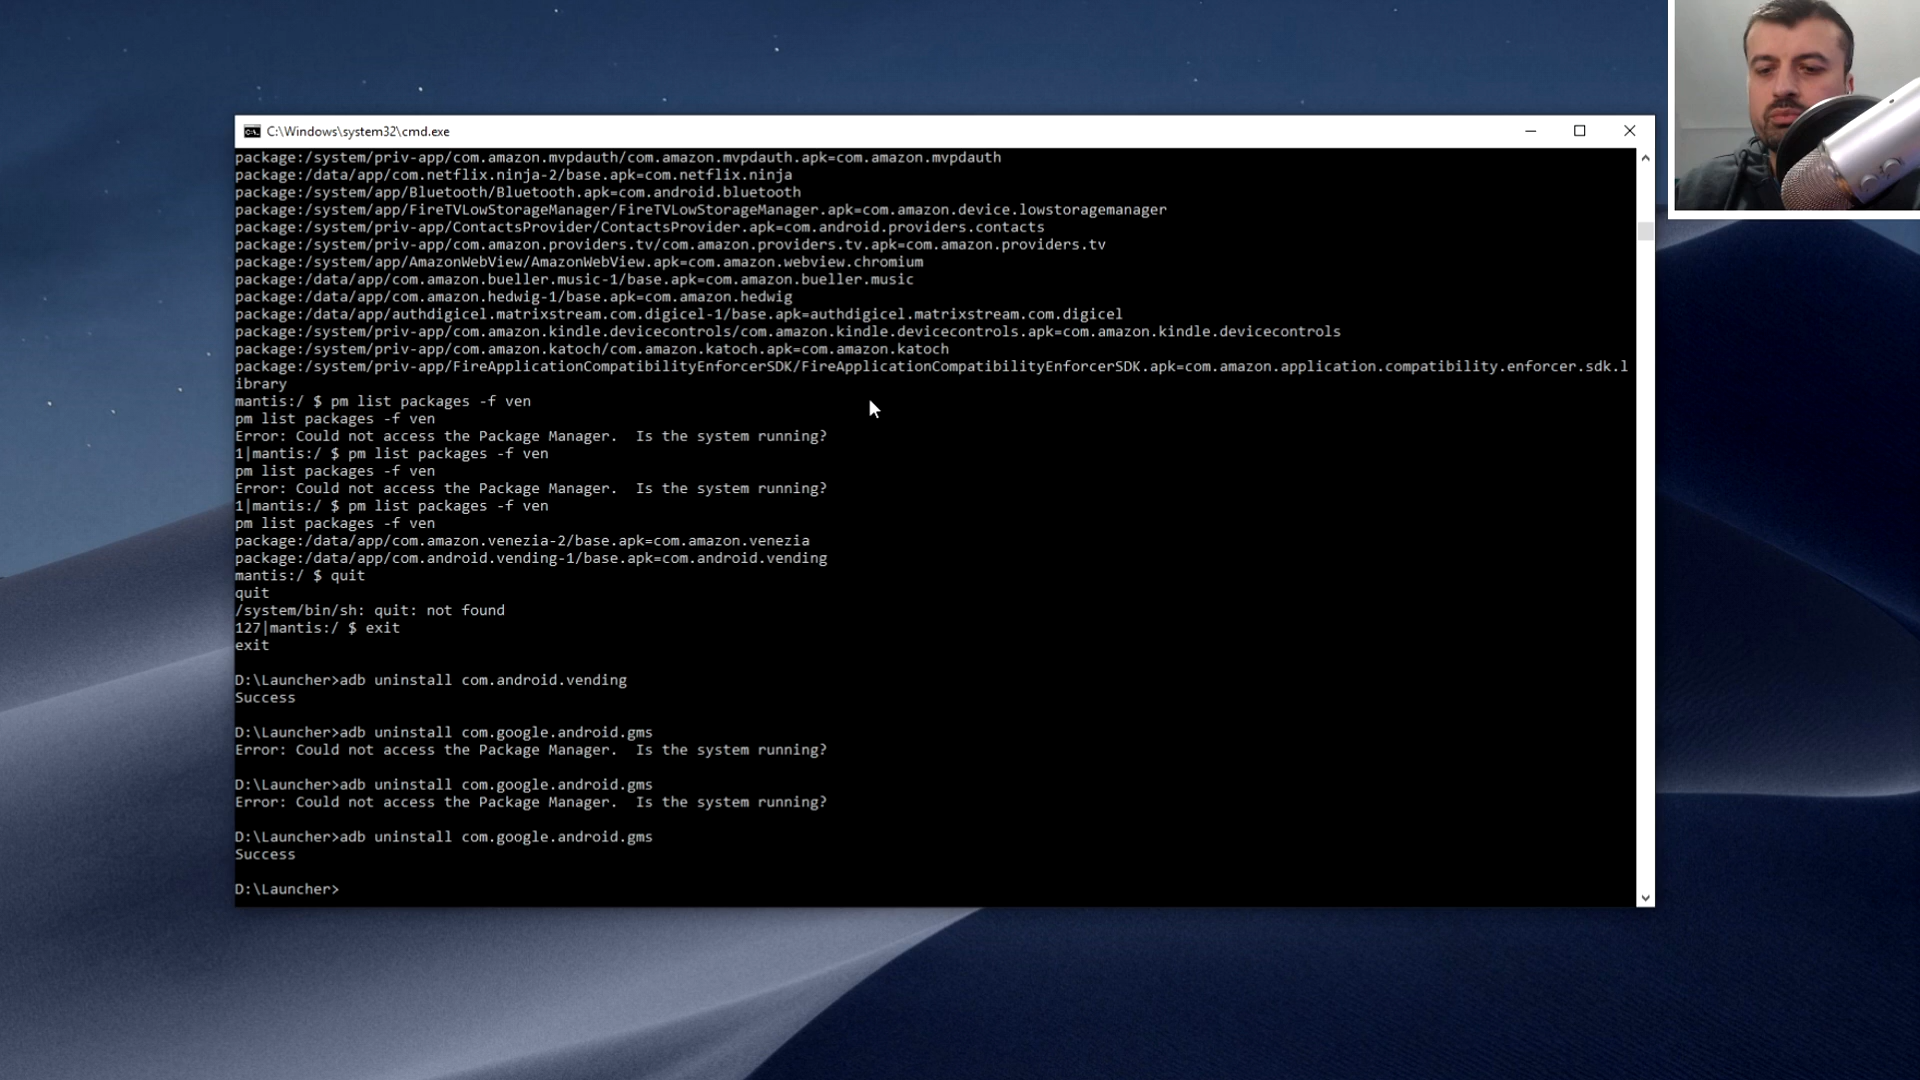 C:\Windows\system32\cmd.exe
package:/system/priv-app/com.amazon.mvpdauth/com.amazon.mvpdauth.apk=com.amazon.mvpdauth
package:/data/app/com.netflix.ninja-2/base.apk=com.netflix.ninja
package:/system/app/Bluetooth/Bluetooth.apk=com.android.bluetooth
package:/system/app/FireTVLowStorageManager/FireTVLowStorageManager.apk=com.amazon.device.lowstoragemanager
package:/system/priv-app/ContactsProvider/ContactsProvider.apk=com.android.providers.contacts
package:/system/priv-app/com.amazon.providers.tv/com.amazon.providers.tv.apk=com.amazon.providers.tv
package:/system/app/AmazonWebView/AmazonWebView.apk=com.amazon.webview.chromium
package:/data/app/com.amazon.bueller.music-1/base.apk=com.amazon.bueller.music
package:/data/app/com.amazon.hedwig-1/base.apk=com.amazon.hedwig
package:/data/app/authdigicel.matrixstream.com.digicel-1/base.apk=authdigicel.matrixstream.com.digicel
package:/system/priv-app/com.amazon.kindle.devicecontrols/com.amazon.kindle.devicecontrols.apk=com.amazon.kindle.devicecontrols
package:/system/priv-app/com.amazon.katoch/com.amazon.katoch.apk=com.amazon.katoch
package:/system/priv-app/FireApplicationCompatibilityEnforcerSDK/FireApplicationCompatibilityEnforcerSDK.apk=com.amazon.application.compatibility.enforcer.sdk.l
ibrary
mantis:/ $ pm list packages -f ven
pm list packages -f ven
Error: Could not access the Package Manager.  Is the system running?
1|mantis:/ $ pm list packages -f ven
pm list packages -f ven
Error: Could not access the Package Manager.  Is the system running?
1|mantis:/ $ pm list packages -f ven
pm list packages -f ven
package:/data/app/com.amazon.venezia-2/base.apk=com.amazon.venezia
package:/data/app/com.android.vending-1/base.apk=com.android.vending
mantis:/ $ quit
quit
/system/bin/sh: quit: not found
127|mantis:/ $ exit
exit
D:\Launcher>adb uninstall com.android.vending
Success
D:\Launcher>adb uninstall com.google.android.gms
Error: Could not access the Package Manager.  Is the system running?
D:\Launcher>adb uninstall com.google.android.gms
Error: Could not access the Package Manager.  Is the system running?
D:\Launcher>adb uninstall com.google.android.gms
Success
D:\Launcher>